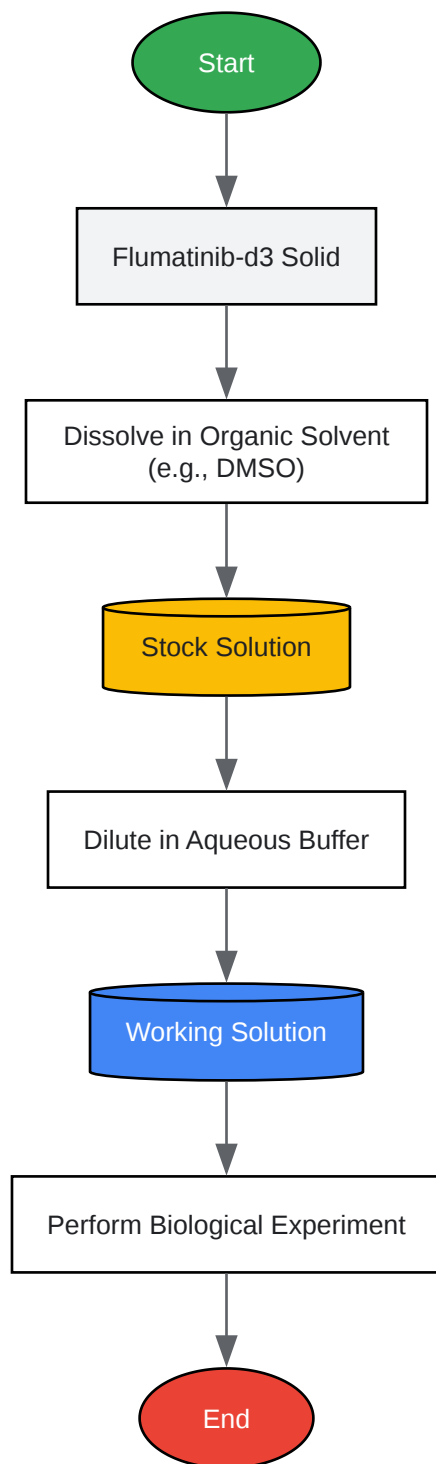 Start
Flumatinib-d3 Solid
Dissolve in Organic Solvent
(e.g., DMSO)
Stock Solution
Dilute in Aqueous Buffer
Working Solution
Perform Biological Experiment
End